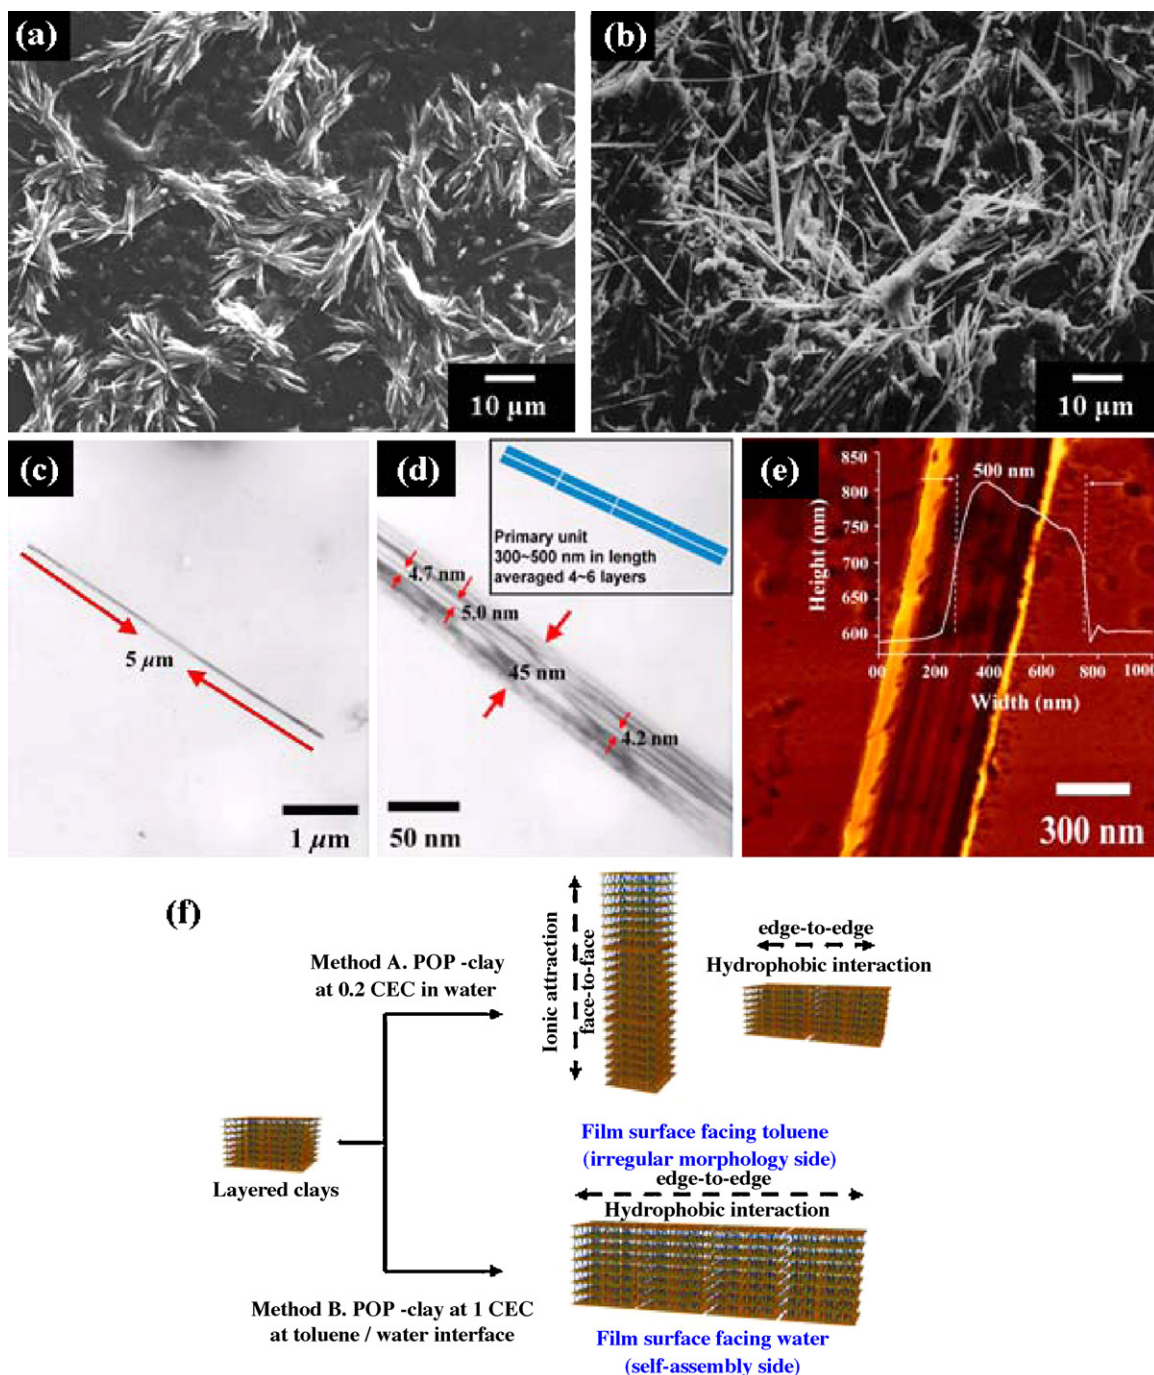 (a)
10 µm
(b)
10 µm
(c)
5 µm
1 µm
(d)
Primary unit
300~500 nm in length
averaged 4~6 layers
4.7 nm
5.0 nm
45 nm
4.2 nm
50 nm
(e)
850
800
750
700
650
600
Height (nm)
500 nm
00 200 400 600 800 1000
Width (nm)
300 nm
(f)
Method A. POP -clay
at 0.2 CEC in water
Ionic attraction
face-to-face
edge-to-edge
Hydrophobic interaction
Layered clays
Film surface facing toluene
(irregular morphology side)
edge-to-edge
Hydrophobic interaction
Method B. POP -clay at 1 CEC
at toluene / water interface
Film surface facing water
(self-assembly side)